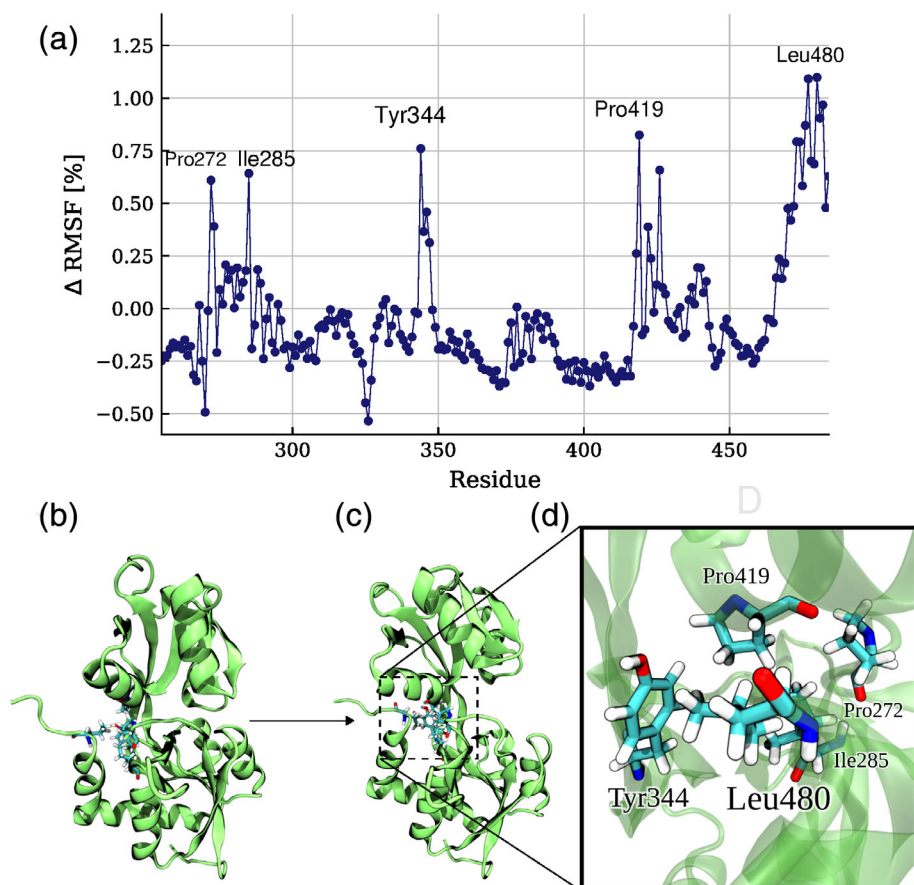 (a)
1.25
1.00
0.75
0.50
0.25
0.00
−0.25
−0.50
Δ RMSF [%]
Pro272
Ile285
Tyr344
Pro419
Leu480
300
350
400
450
Residue
D
(b)
(c)
(d)
Pro419
Pro272
Ile285
Tyr344
Leu480